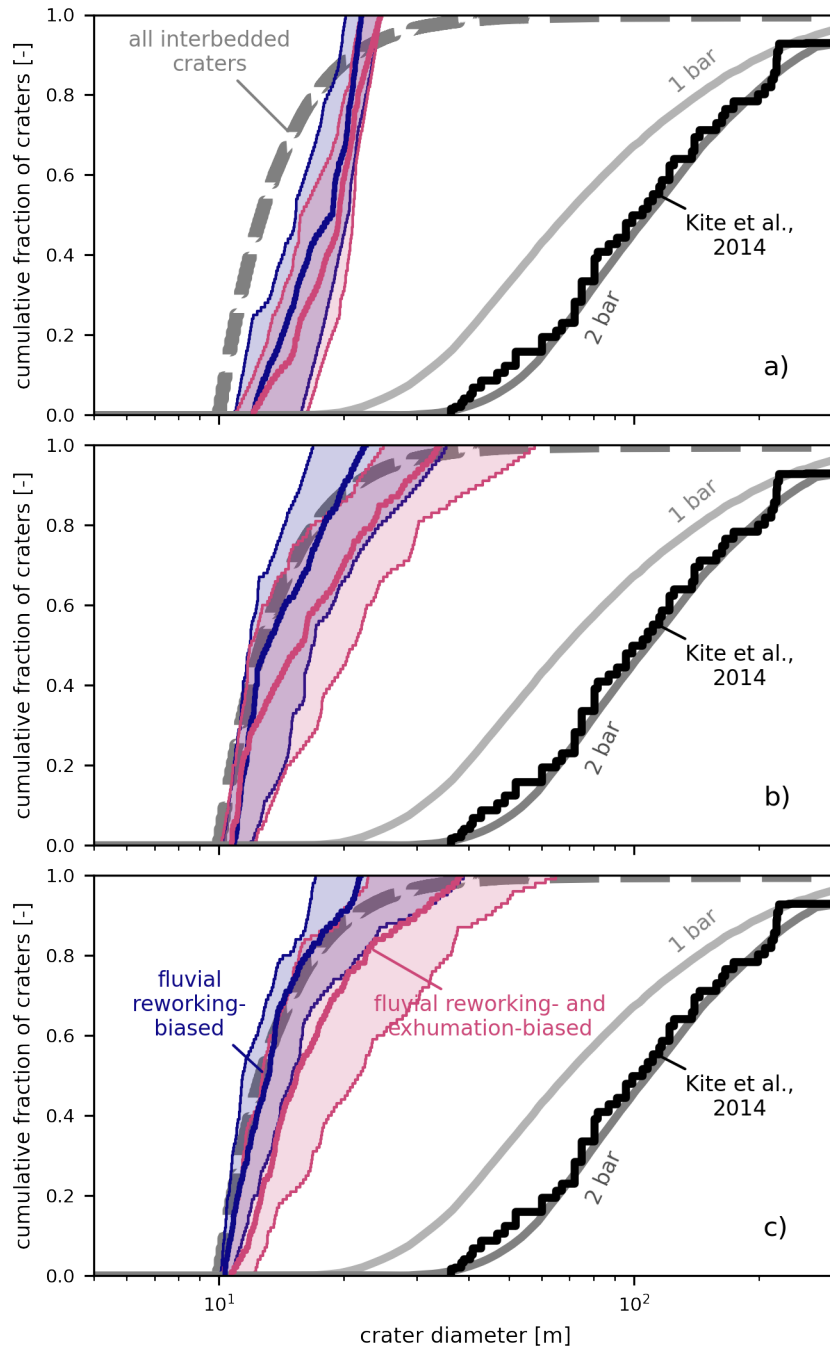 1.0
0.8
0.6
0.4
0.2
0.0
cumulative fraction of craters [-]
all interbedded
craters
1 bar
Kite et al.,
2014
2 bar
a)
1.0
0.8
0.6
0.4
0.2
0.0
cumulative fraction of craters [-]
1 bar
Kite et al.,
2014
2 bar
b)
1.0
0.8
0.6
0.4
0.2
0.0
cumulative fraction of craters [-]
1 bar
fluvial
reworking-
biased
fluvial reworking- and
exhumation-biased
Kite et al.,
2014
2 bar
c)
10¹
10²
crater diameter [m]